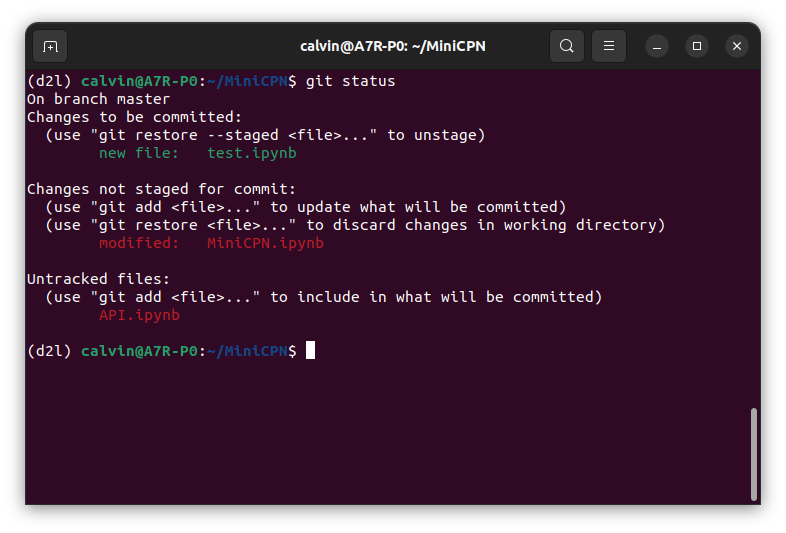 calvin@A7R-P0: ~/MiniCPN
(d2l) calvin@A7R-P0:~/MiniCPN$ git status
On branch master
Changes to be committed:
  (use "git restore --staged <file>..." to unstage)
        new file:   test.ipynb

Changes not staged for commit:
  (use "git add <file>..." to update what will be committed)
  (use "git restore <file>..." to discard changes in working directory)
        modified:   MiniCPN.ipynb

Untracked files:
  (use "git add <file>..." to include in what will be committed)
        API.ipynb

(d2l) calvin@A7R-P0:~/MiniCPN$